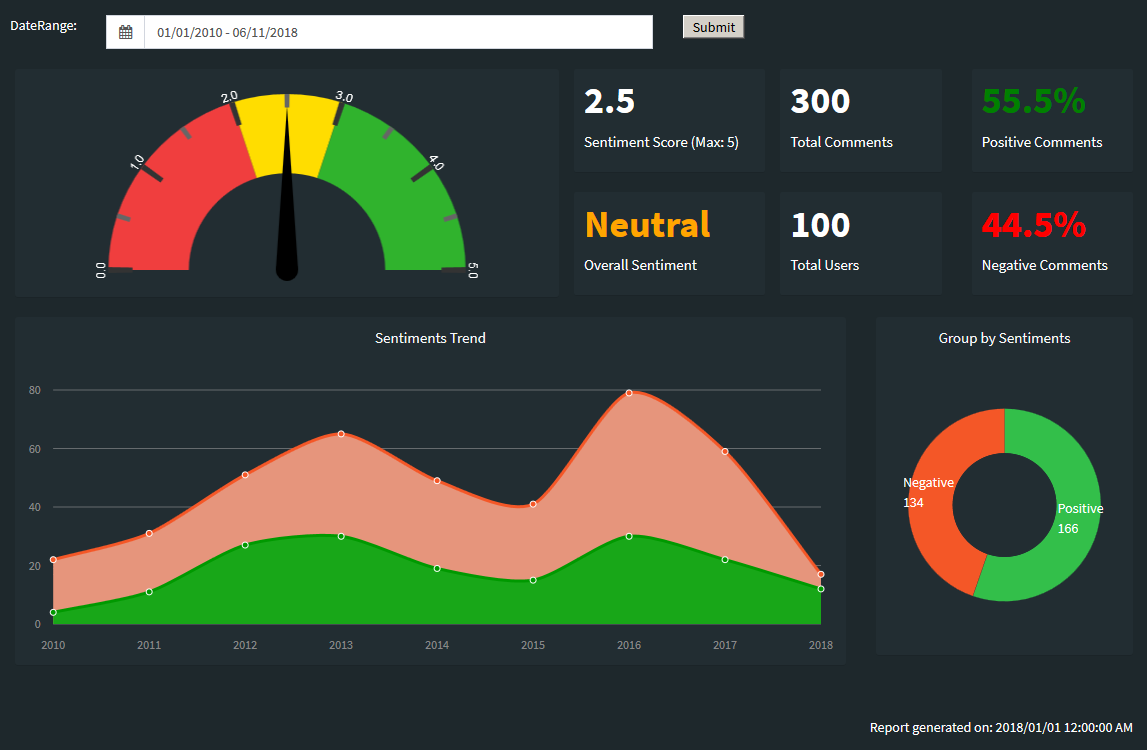 DateRange:
01/01/2010 - 06/11/2018
Submit
0.0
1.0
2.0
3.0
4.0
5.0
2.5
Sentiment Score (Max: 5)
300
Total Comments
55.5%
Positive Comments
Neutral
Overall Sentiment
100
Total Users
44.5%
Negative Comments
Sentiments Trend
80
60
40
20
0
2010 2011 2012 2013 2014 2015 2016 2017 2018
Group by Sentiments
Negative
134
Positive
166
Report generated on: 2018/01/01 12:00:00 AM